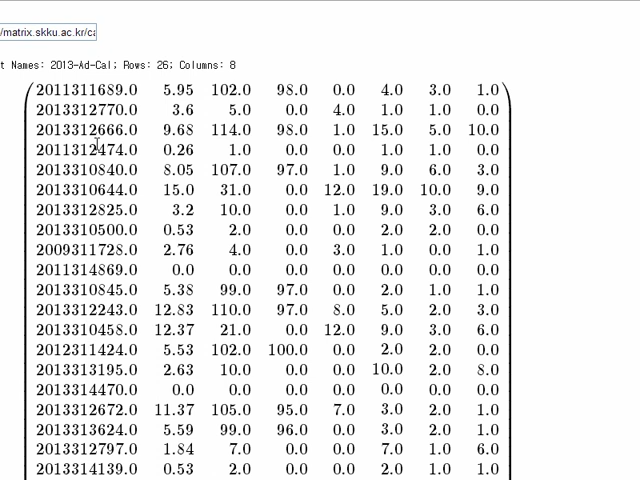 /matrix.skku.ac.kr/ca
t Names: 2013-Ad-Cal; Rows: 26; Columns: 8
2011311689.0 5.95 102.0 98.0 0.0 4.0 3.0 1.0
2013312770.0 3.6 5.0 0.0 4.0 1.0 1.0 0.0
2013312666.0 9.68 114.0 98.0 1.0 15.0 5.0 10.0
2011312474.0 0.26 1.0 0.0 0.0 1.0 1.0 0.0
2013310840.0 8.05 107.0 97.0 1.0 9.0 6.0 3.0
2013310644.0 15.0 31.0 0.0 12.0 19.0 10.0 9.0
2013312825.0 3.2 10.0 0.0 1.0 9.0 3.0 6.0
2013310500.0 0.53 2.0 0.0 0.0 2.0 2.0 0.0
2009311728.0 2.76 4.0 0.0 3.0 1.0 0.0 1.0
2011314869.0 0.0 0.0 0.0 0.0 0.0 0.0 0.0
2013310845.0 5.38 99.0 97.0 0.0 2.0 1.0 1.0
2013312243.0 12.83 110.0 97.0 8.0 5.0 2.0 3.0
2013310458.0 12.37 21.0 0.0 12.0 9.0 3.0 6.0
2012311424.0 5.53 102.0 100.0 0.0 2.0 2.0 0.0
2013313195.0 2.63 10.0 0.0 0.0 10.0 2.0 8.0
2013314470.0 0.0 0.0 0.0 0.0 0.0 0.0 0.0
2013312672.0 11.37 105.0 95.0 7.0 3.0 2.0 1.0
2013313624.0 5.59 99.0 96.0 0.0 3.0 2.0 1.0
2013312797.0 1.84 7.0 0.0 0.0 7.0 1.0 6.0
2013314139.0 0.53 2.0 0.0 0.0 2.0 1.0 1.0